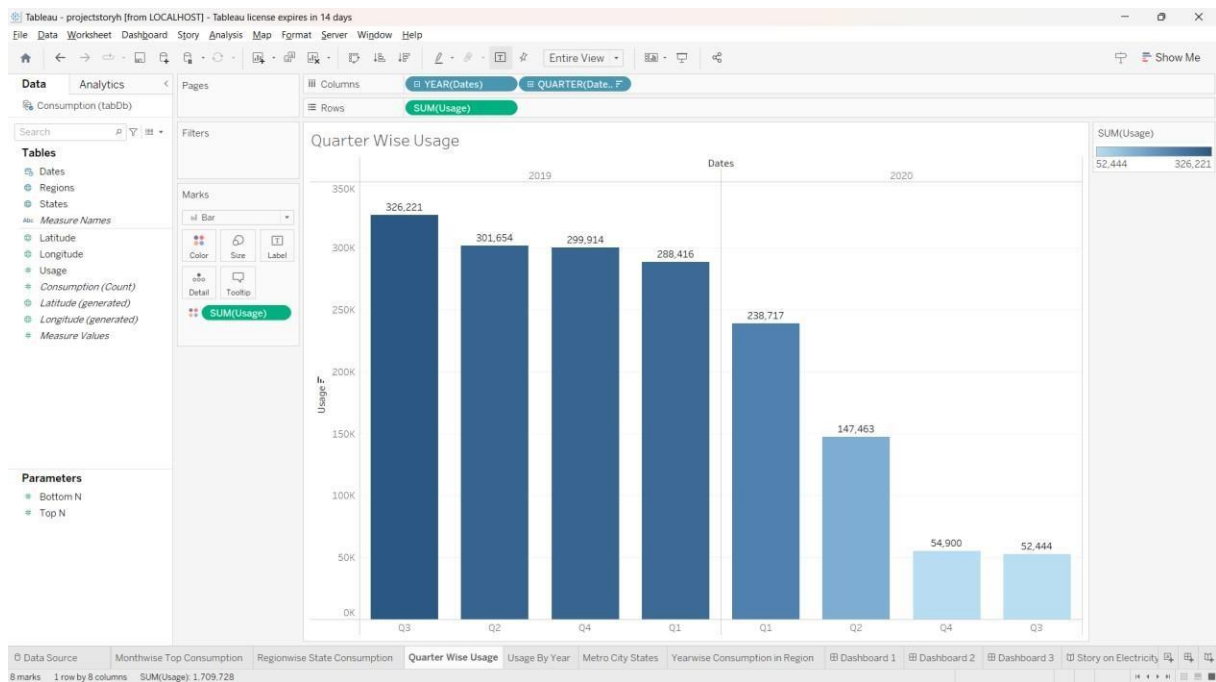 Tableau - projectstoryh [from LOCALHOST] - Tableau license expires in 14 days
File Data Worksheet Dashboard Story Analysis Map Format Server Window Help
Entire View
Show Me
Data Analytics
Consumption (tabDb)
Search
Tables
Dates
Regions
States
Abc Measure Names
Latitude
Longitude
# Usage
# Consumption (Count)
Latitude (generated)
Longitude (generated)
# Measure Values
Parameters
# Bottom N
# Top N
Pages
Filters
Marks
Bar
Color Size Label
Detail Tooltip
SUM(Usage)
Columns YEAR(Dates) QUARTER(Date..
Rows SUM(Usage)
Quarter Wise Usage
Dates
2019 2020
350K
300K
250K
200K
150K
100K
50K
0K
Usage
326,221
301,654
299,914
288,416
238,717
147,463
54,900
52,444
Q3 Q2 Q4 Q1 Q1 Q2 Q4 Q3
SUM(Usage)
52,444 326,221
Data Source Monthwise Top Consumption Regionwise State Consumption Quarter Wise Usage Usage By Year Metro City States Yearwise Consumption in Region Dashboard 1 Dashboard 2 Dashboard 3 Story on Electricity
8 marks 1 row by 8 columns SUM(Usage): 1,709,728